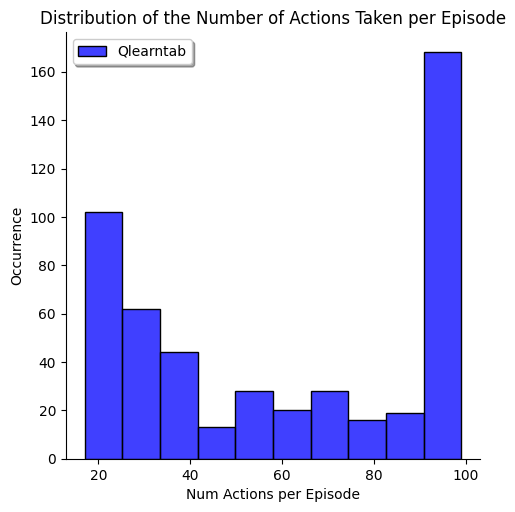 Distribution of the Number of Actions Taken per Episode
Qlearntab
160
140
120
100
80
60
40
20
0
Occurrence
20 40 60 80 100
Num Actions per Episode